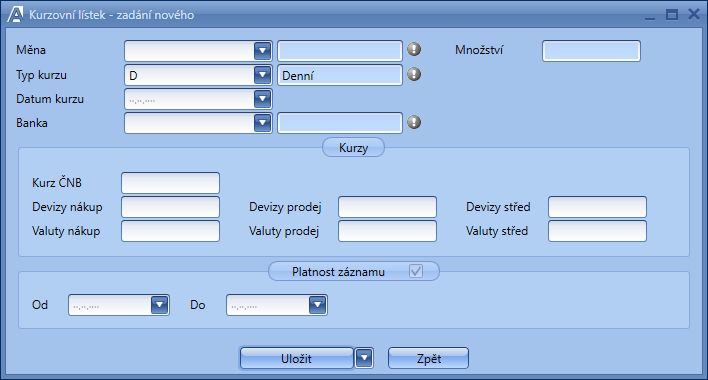 Kurzovní lístek - zadání nového
Měna Množství
Typ kurzu D Denní
Datum kurzu ..,..,....
Banka
Kurzy
Kurz ČNB
Devizy nákup Devizy prodej Devizy střed
Valuty nákup Valuty prodej Valuty střed
Platnost záznamu
Od ..,..,.... Do ..,..,....
Uložit Zpět